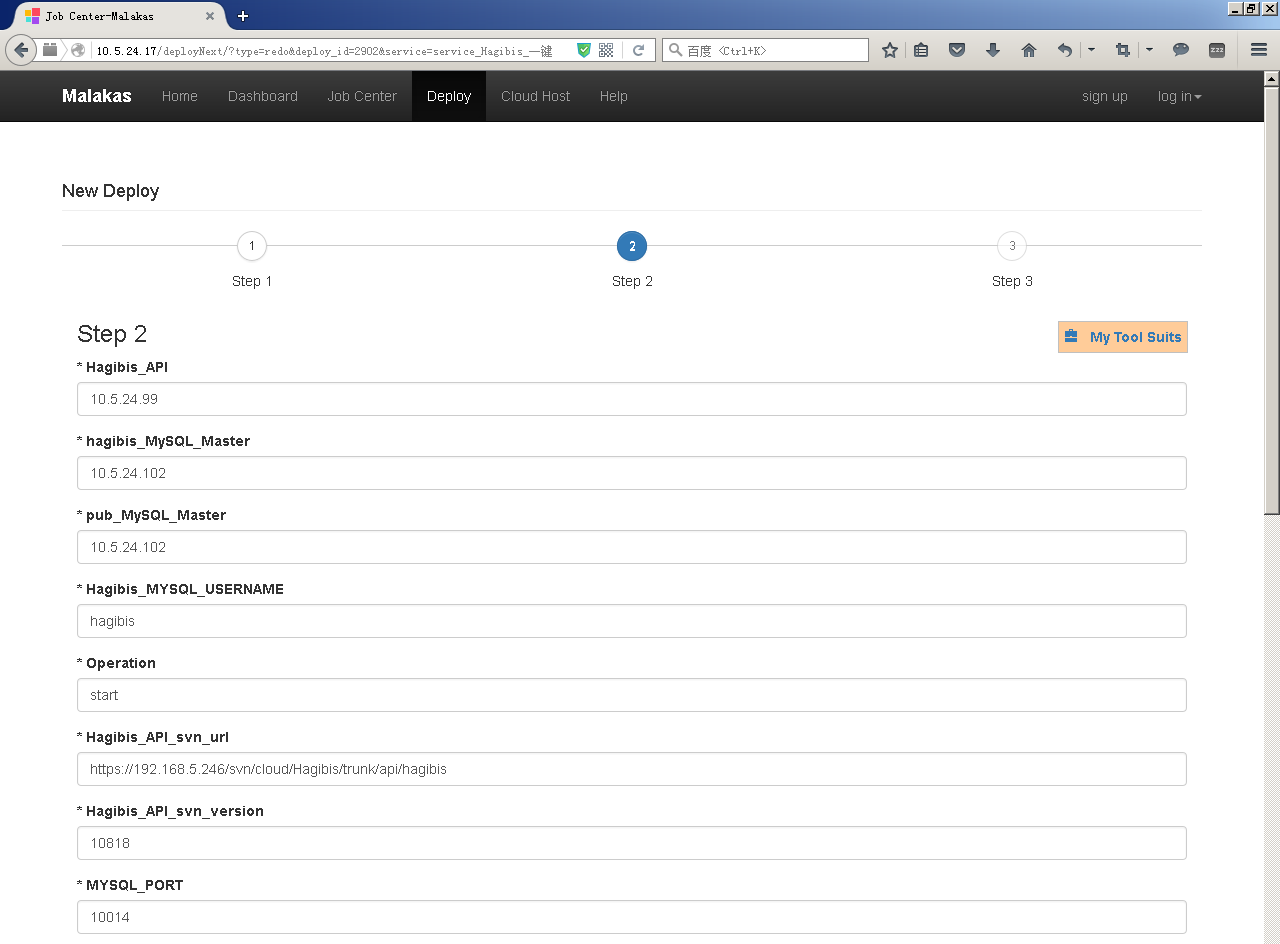 Job Center-Malakas
10.5.24.17/deployNext/?type=redo&deploy_id=2902&service=service_Hagibis_一键
百度 <Ctrl+K>
zzz
Malakas Home Dashboard Job Center Deploy Cloud Host Help sign up log in
New Deploy
1 2 3
Step 1 Step 2 Step 3
Step 2
My Tool Suits
* Hagibis_API
10.5.24.99
* hagibis_MySQL_Master
10.5.24.102
* pub_MySQL_Master
10.5.24.102
* Hagibis_MYSQL_USERNAME
hagibis
* Operation
start
* Hagibis_API_svn_url
https://192.168.5.246/svn/cloud/Hagibis/trunk/api/hagibis
* Hagibis_API_svn_version
10818
* MYSQL_PORT
10014